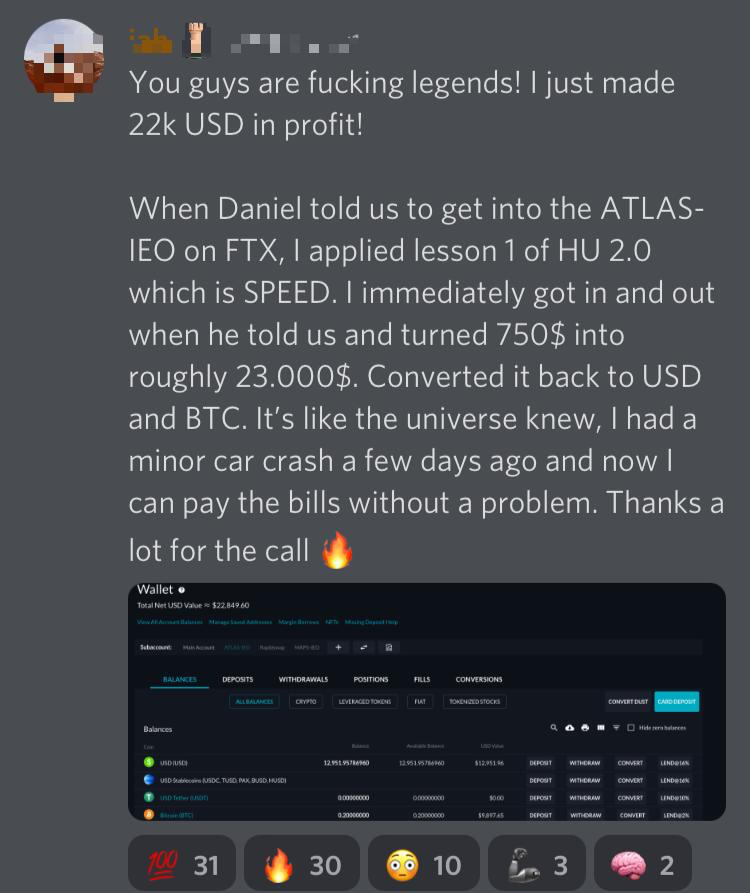 You guys are fucking legends! I just made
22k USD in profit!
When Daniel told us to get into the ATLAS-
IEO on FTX, I applied lesson 1 of HU 2.0
which is SPEED. I immediately got in and out
when he told us and turned 750$ into
roughly 23.000$. Converted it back to USD
and BTC. It's like the universe knew, I had a
minor car crash a few days ago and now I
can pay the bills without a problem. Thanks a
lot for the call 🔥
Wallet
Total Net USD Value ≈ $22,849.60
View All Account Balances Manage Saved Addresses Margin Borrows NFTs Missing Deposit Help
Subaccount: Main Account ATLAS-IEO MAPS-IEO +
BALANCES DEPOSITS WITHDRAWALS POSITIONS FILLS CONVERSIONS
ALL BALANCES CRYPTO LEVERAGED TOKENS FIAT TOKENIZED STOCKS CONVERT DUST CARD DEPOSIT
Balances Hide zero balances
Coin Balance Available Balance USD Value
USD (USD) 12,951.95786960 12,951.95786960 $12,951.96 DEPOSIT WITHDRAW CONVERT LEND@16%
USD Stablecoins (USDC, TUSD, PAX, BUSD, HUSD) DEPOSIT WITHDRAW CONVERT LEND@16%
USD Tether (USDT) 0.00000000 0.00000000 $0.00 DEPOSIT WITHDRAW CONVERT LEND@10%
Bitcoin (BTC) 0.20000000 0.20000000 $9,897.65 DEPOSIT WITHDRAW CONVERT LEND@2%
💯 31 🔥 30 😳 10 🦾 3 🧠 2